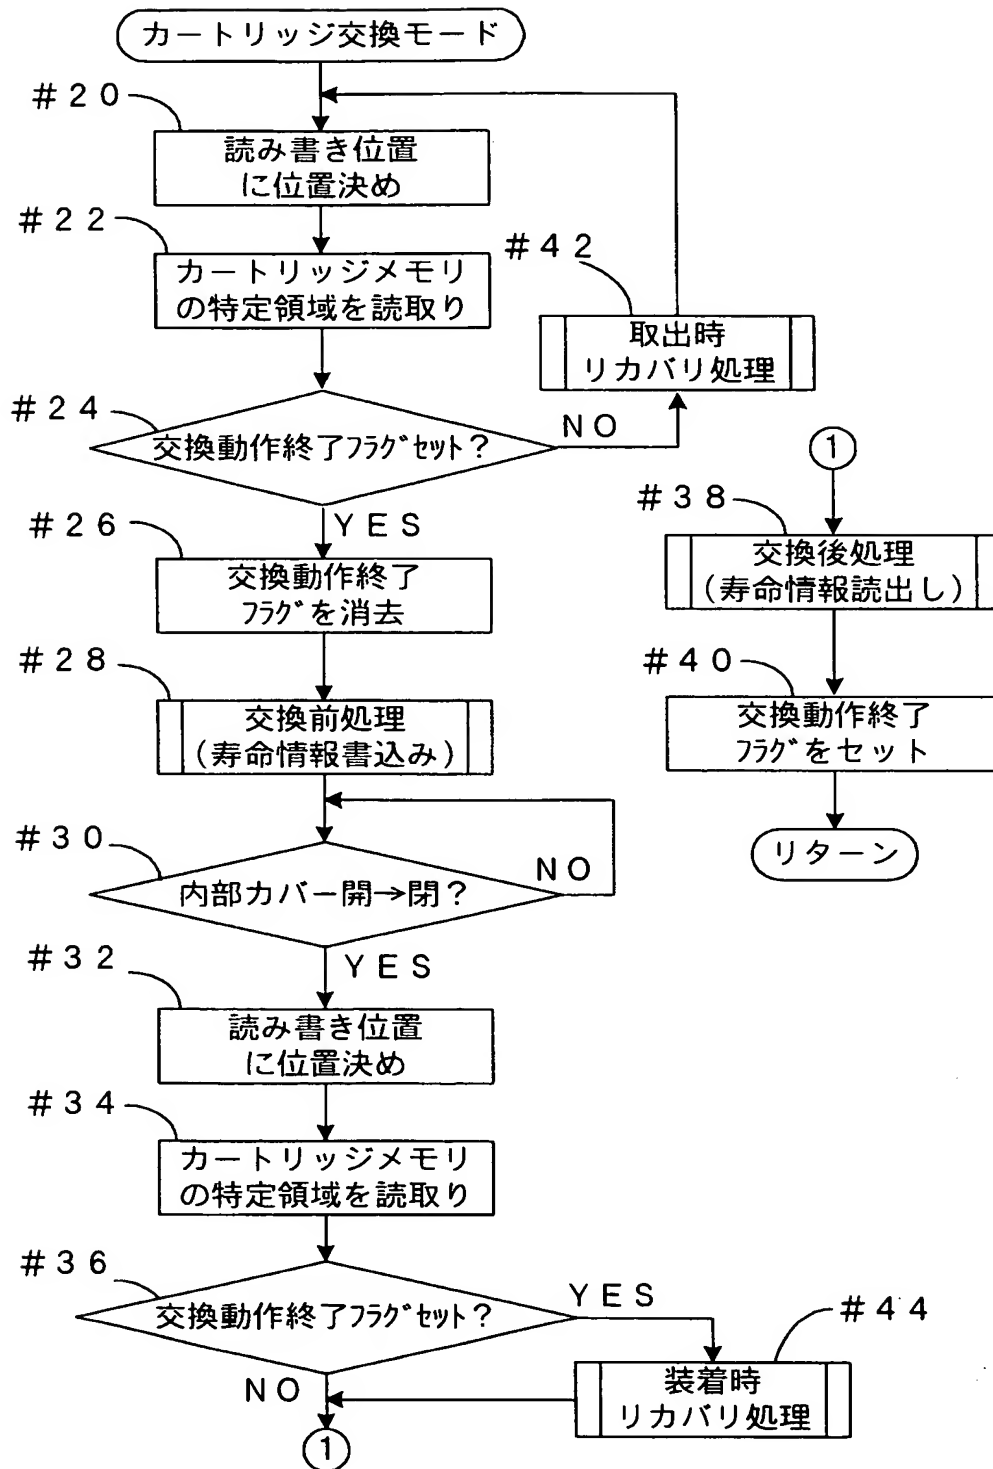 カートリッジ交換モード
＃２０
読み書き位置
に位置決め
＃２２
カートリッジメモリ
の特定領域を読取り
＃４２
取出時
リカバリ処理
＃２４
交換動作終了ﾌﾗｸﾞｾｯﾄ？
ＮＯ
ＹＥＳ
＃２６
交換動作終了
ﾌﾗｸﾞを消去
＃２８
交換前処理
（寿命情報書込み）
＃３０
内部カバー開→閉？
ＮＯ
ＹＥＳ
＃３２
読み書き位置
に位置決め
＃３４
カートリッジメモリ
の特定領域を読取り
＃３６
交換動作終了ﾌﾗｸﾞｾｯﾄ？
ＹＥＳ
＃４４
装着時
リカバリ処理
ＮＯ
①
①
＃３８
交換後処理
（寿命情報読出し）
＃４０
交換動作終了
ﾌﾗｸﾞをセット
リターン